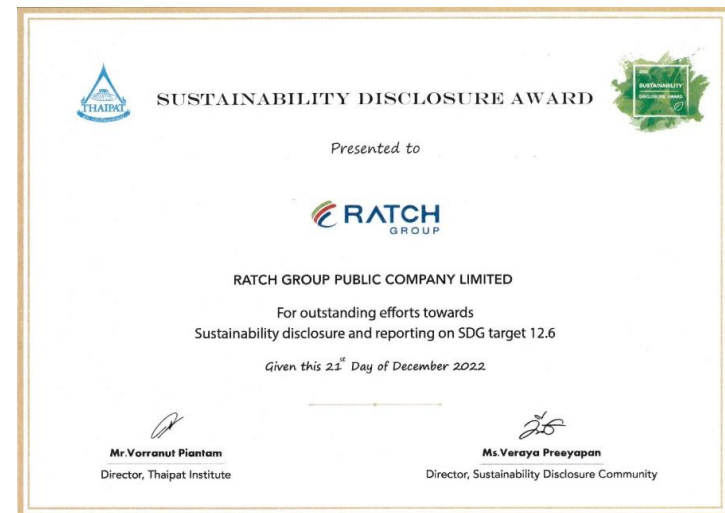 THAIPAT
SUSTAINABILITY DISCLOSURE AWARD
SUSTAINABILITY
DISCLOSURE AWARD
Presented to
RATCH
GROUP
RATCH GROUP PUBLIC COMPANY LIMITED
For outstanding efforts towards
Sustainability disclosure and reporting on SDG target 12.6
Given this 21st Day of December 2022
Mr.Vorranut Piantam
Director, Thaipat Institute
Ms.Veraya Preeyapan
Director, Sustainability Disclosure Community